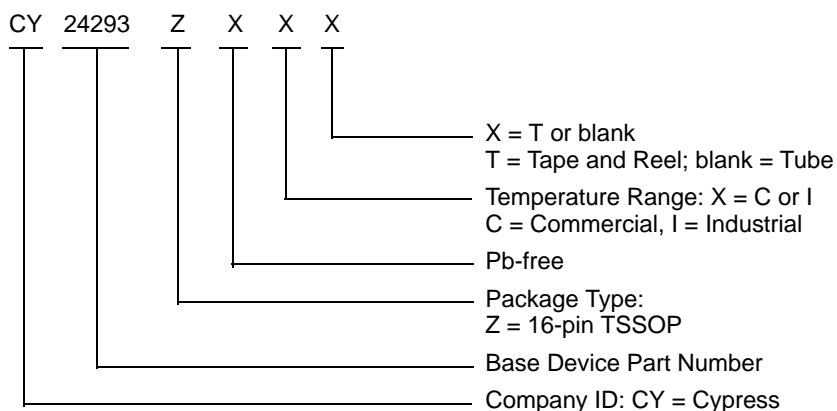 CY 24293 Z X X X
X = T or blank
T = Tape and Reel; blank = Tube
Temperature Range: X = C or I
C = Commercial, I = Industrial
Pb-free
Package Type:
Z = 16-pin TSSOP
Base Device Part Number
Company ID: CY = Cypress